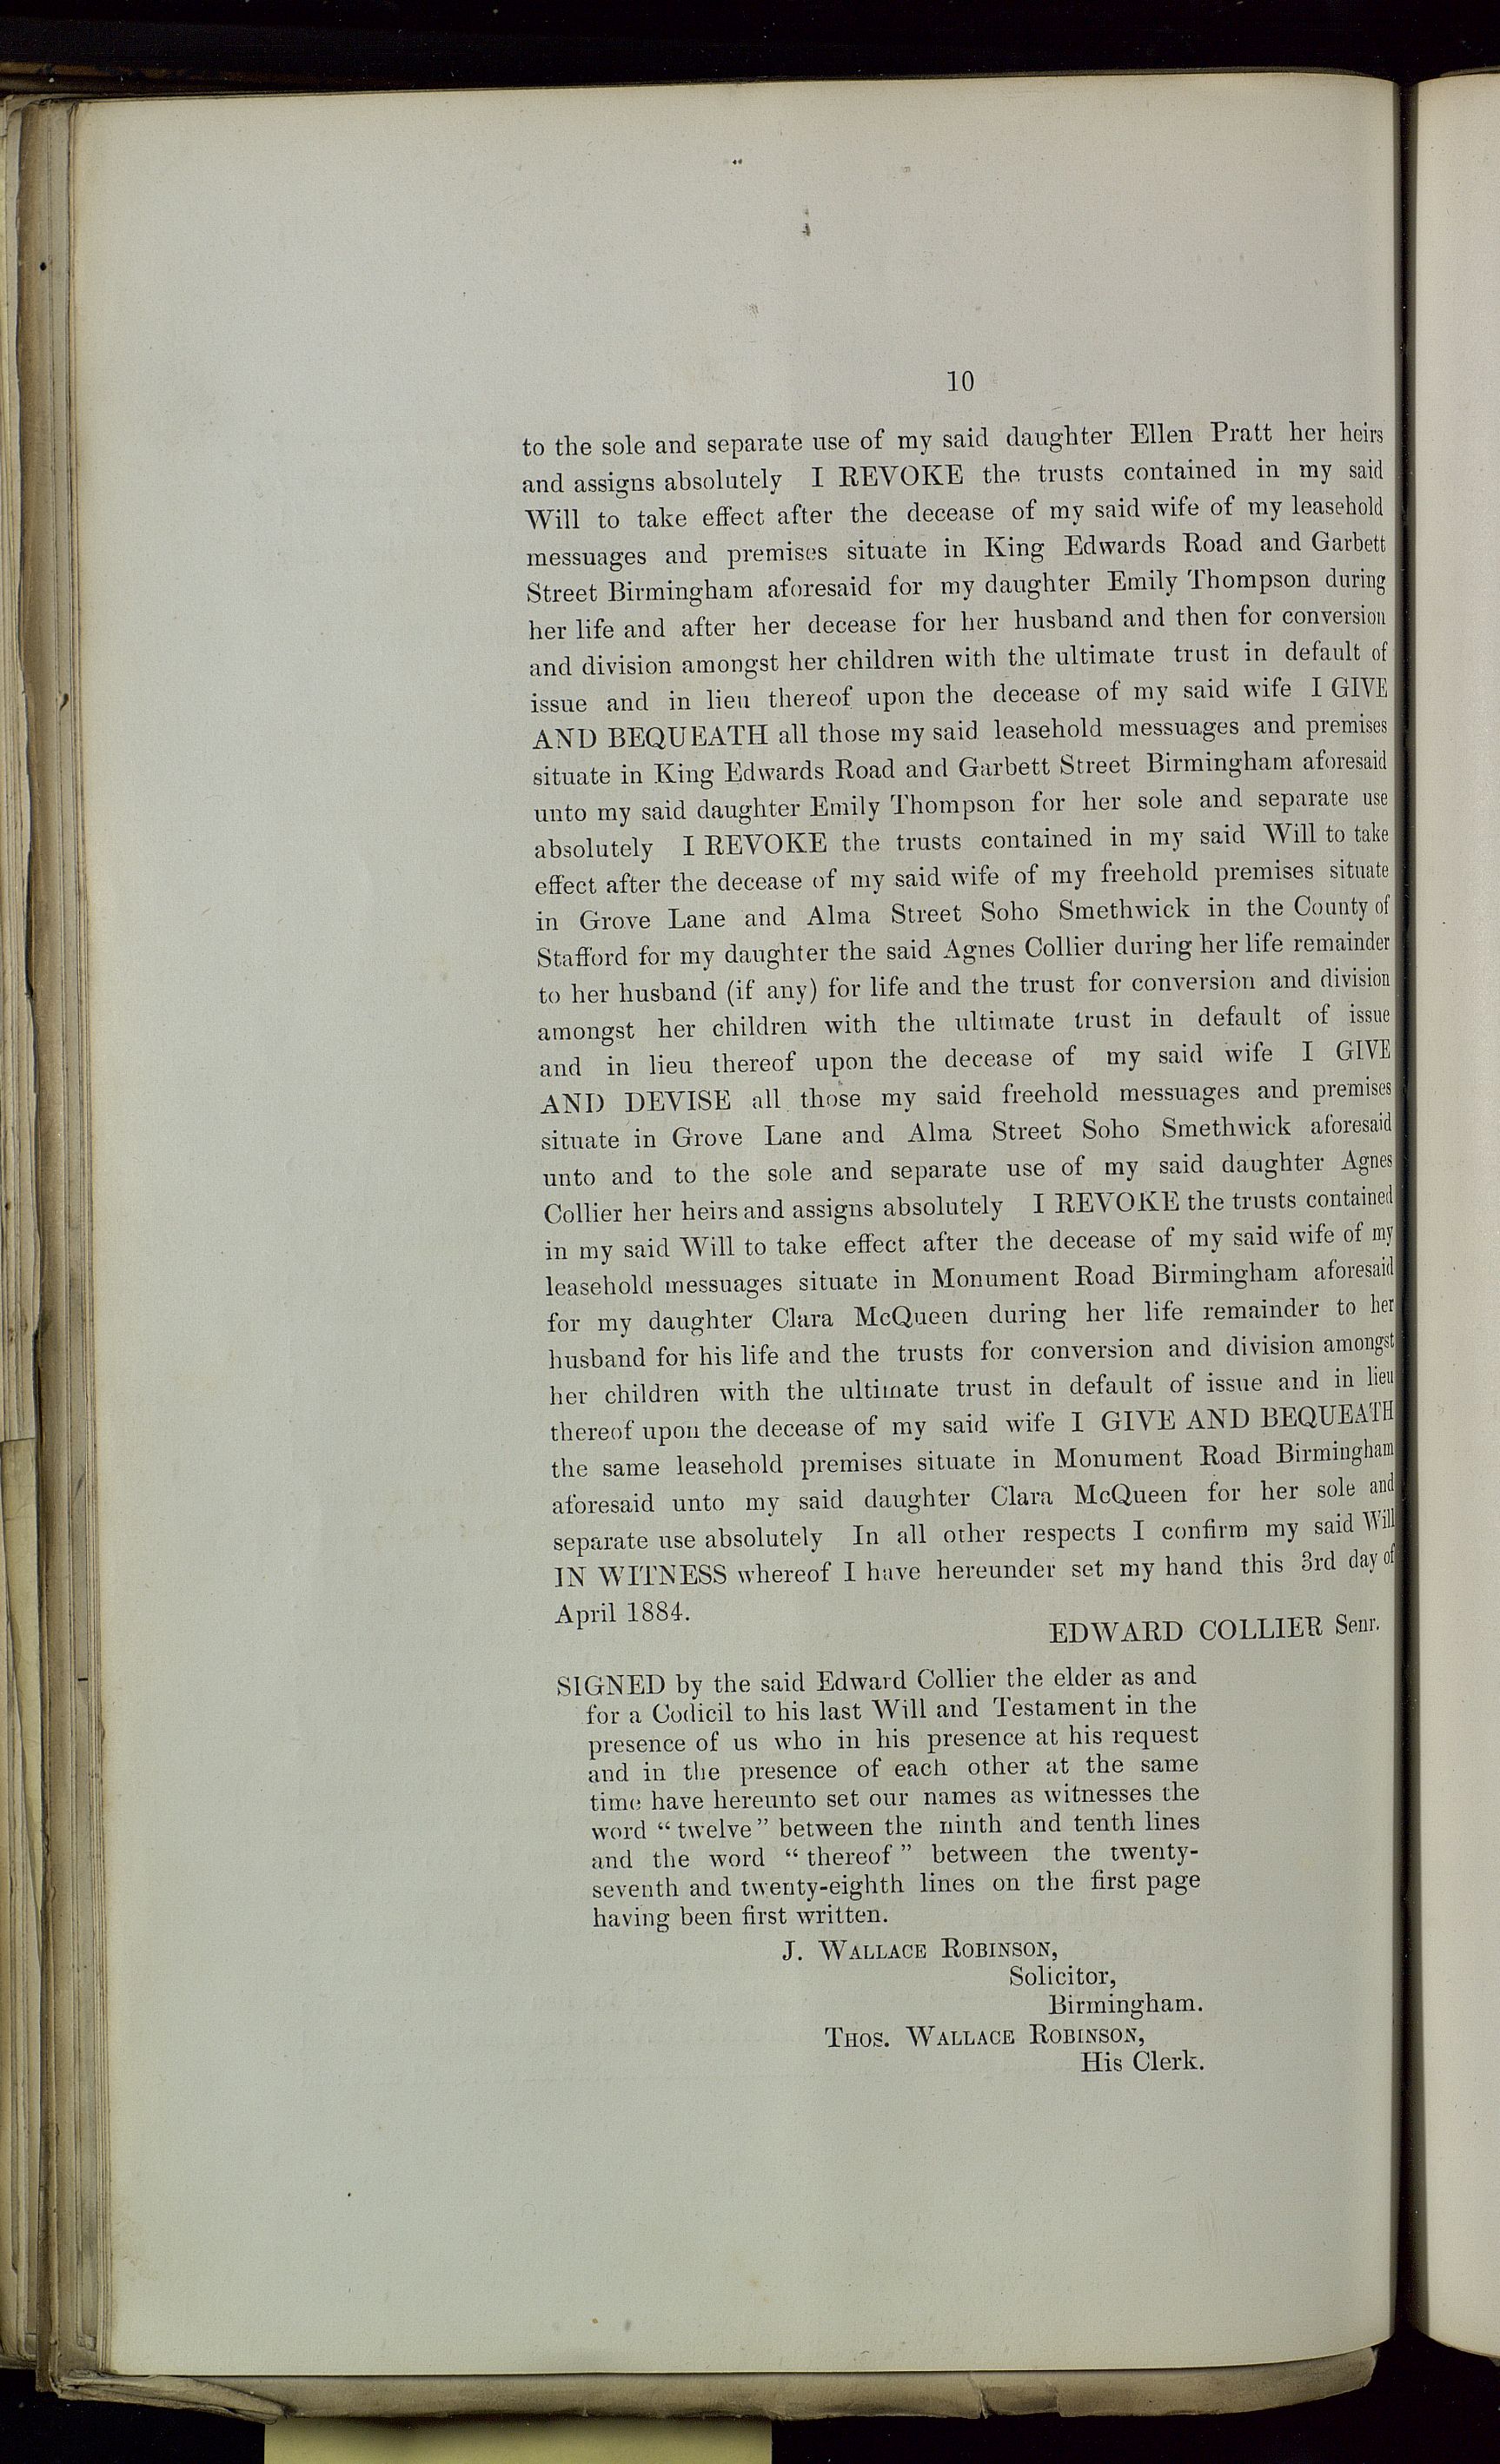 10
to the sole and separate use of my said daughter Ellen Pratt her heirs
and assigns absolutely I REVOKE the trusts contained in my said
Will to take effect after the decease of my said wife of my leasehold
messuages and premises situate in King Edwards Road and Garbett
Street Birmingham aforesaid for my daughter Emily Thompson during
her life and after her decease for her husband and then for conversion
and division amongst her children with the ultimate trust in default of
issue and in lieu thereof upon the decease of my said wife I GIVE
AND BEQUEATH all those my said leasehold messuages and premises
situate in King Edwards Road and Garbett Street Birmingham aforesaid
unto my said daughter Emily Thompson for her sole and separate use
absolutely I REVOKE the trusts contained in my said Will to take
effect after the decease of my said wife of my freehold premises situate
in Grove Lane and Alma Street Soho Smethwick in the County of
Stafford for my daughter the said Agnes Collier during her life remainder
to her husband (if any) for life and the trust for conversion and division
amongst her children with the ultimate trust in default of issue
and in lieu thereof upon the decease of my said wife I GIVE
AND DEVISE all those my said freehold messuages and premises
situate in Grove Lane and Alma Street Soho Smethwick aforesaid
unto and to the sole and separate use of my said daughter Agnes
Collier her heirs and assigns absolutely I REVOKE the trusts contained
in my said Will to take effect after the decease of my said wife of my
leasehold messuages situate in Monument Road Birmingham aforesaid
for my daughter Clara McQueen during her life remainder to her
husband for his life and the trusts for conversion and division amongst
her children with the ultimate trust in default of issue and in lieu
thereof upon the decease of my said wife I GIVE AND BEQUEATH
the same leasehold premises situate in Monument Road Birmingham
aforesaid unto my said daughter Clara McQueen for her sole and
separate use absolutely In all other respects I confirm my said Will
IN WITNESS whereof I have hereunder set my hand this 3rd day of
April 1884.
EDWARD COLLIER Senr.
SIGNED by the said Edward Collier the elder as and
for a Codicil to his last Will and Testament in the
presence of us who in his presence at his request
and in the presence of each other at the same
time have hereunto set our names as witnesses the
word “twelve” between the ninth and tenth lines
and the word “thereof” between the twenty-
seventh and twenty-eighth lines on the first page
having been first written.
J. WALLACE ROBINSON,
Solicitor,
Birmingham.
THOS. WALLACE ROBINSON,
His Clerk.